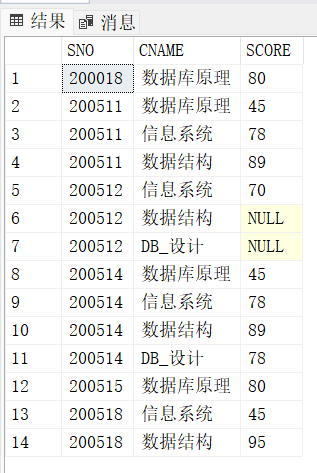 结果 消息
SNO CNAME SCORE
1 200018 数据库原理 80
2 200511 数据库原理 45
3 200511 信息系统 78
4 200511 数据结构 89
5 200512 信息系统 70
6 200512 数据结构 NULL
7 200512 DB_设计 NULL
8 200514 数据库原理 45
9 200514 信息系统 78
10 200514 数据结构 89
11 200514 DB_设计 78
12 200515 数据库原理 80
13 200518 信息系统 45
14 200518 数据结构 95